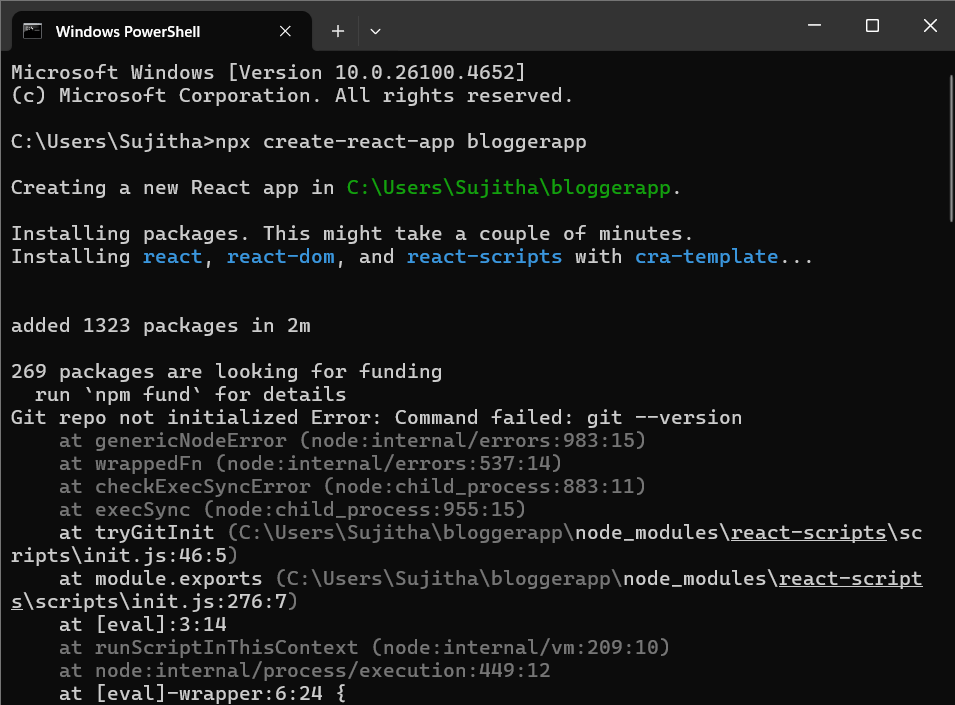 Windows PowerShell
Microsoft Windows [Version 10.0.26100.4652]
(c) Microsoft Corporation. All rights reserved.
C:\Users\Sujitha>npx create-react-app bloggerapp
Creating a new React app in C:\Users\Sujitha\bloggerapp.
Installing packages. This might take a couple of minutes.
Installing react, react-dom, and react-scripts with cra-template...
added 1323 packages in 2m
269 packages are looking for funding
  run `npm fund` for details
Git repo not initialized Error: Command failed: git --version
    at genericNodeError (node:internal/errors:983:15)
    at wrappedFn (node:internal/errors:537:14)
    at checkExecSyncError (node:child_process:883:11)
    at execSync (node:child_process:955:15)
    at tryGitInit (C:\Users\Sujitha\bloggerapp\node_modules\react-scripts\sc
ripts\init.js:46:5)
    at module.exports (C:\Users\Sujitha\bloggerapp\node_modules\react-script
s\scripts\init.js:276:7)
    at [eval]:3:14
    at runScriptInThisContext (node:internal/vm:209:10)
    at node:internal/process/execution:449:12
    at [eval]-wrapper:6:24 {